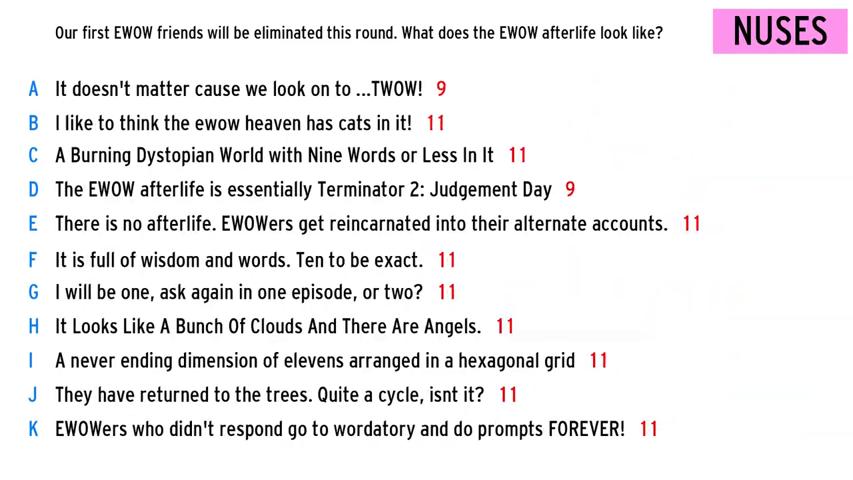 Our first EWOW friends will be eliminated this round. What does the EWOW afterlife look like?
NUSES
A It doesn't matter cause we look on to ...TWOW! 9
B I like to think the ewow heaven has cats in it! 11
C A Burning Dystopian World with Nine Words or Less In It 11
D The EWOW afterlife is essentially Terminator 2: Judgement Day 9
E There is no afterlife. EWOWers get reincarnated into their alternate accounts. 11
F It is full of wisdom and words. Ten to be exact. 11
G I will be one, ask again in one episode, or two? 11
H It Looks Like A Bunch Of Clouds And There Are Angels. 11
I A never ending dimension of elevens arranged in a hexagonal grid 11
J They have returned to the trees. Quite a cycle, isnt it? 11
K EWOWers who didn't respond go to wordatory and do prompts FOREVER! 11